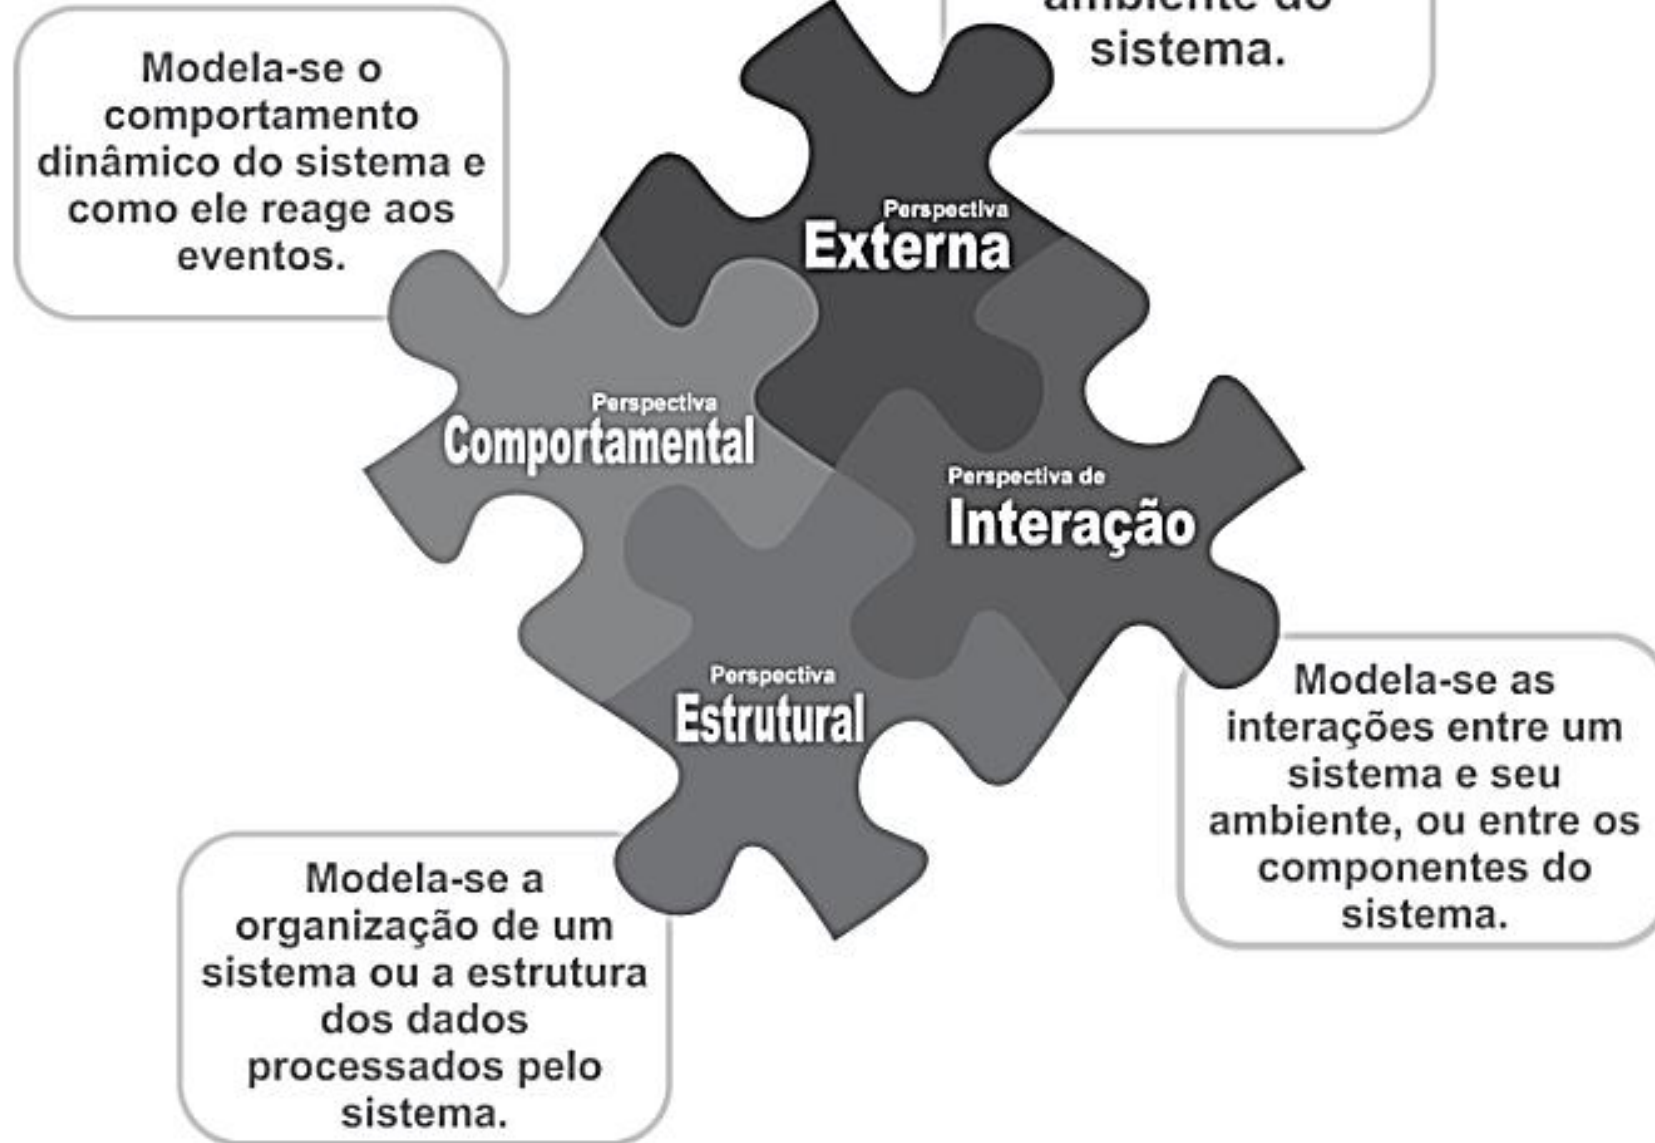 ambiente do
sistema.
Modela-se o
comportamento
dinâmico do sistema e
como ele reage aos
eventos.
Perspectiva
Externa
Perspectiva
Comportamental
Perspectiva de
Interação
Perspectiva
Estrutural
Modela-se as
interações entre um
sistema e seu
ambiente, ou entre os
componentes do
sistema.
Modela-se a
organização de um
sistema ou a estrutura
dos dados
processados pelo
sistema.